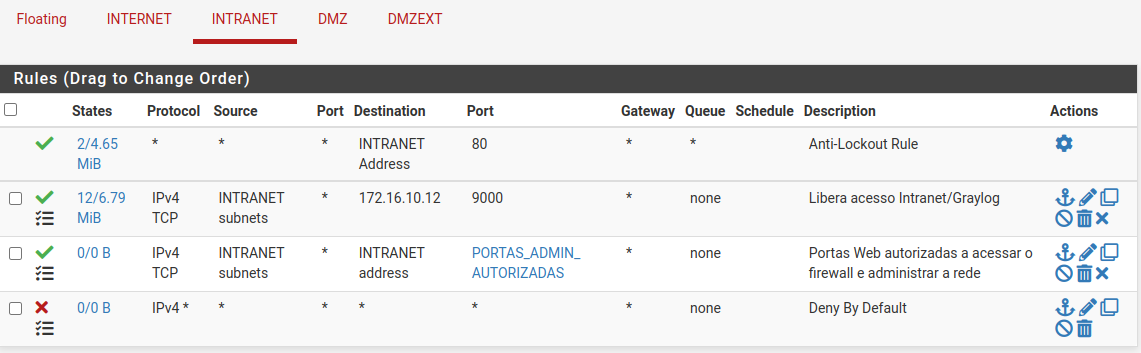 Floating INTERNET INTRANET DMZ DMZEXT
Rules (Drag to Change Order)
States Protocol Source Port Destination Port Gateway Queue Schedule Description Actions
2/4.65 * * * INTRANET 80 * * Anti-Lockout Rule
MiB Address
12/6.79 IPv4 INTRANET * 172.16.10.12 9000 * none Libera acesso Intranet/Graylog
MiB TCP subnets
0/0 B IPv4 INTRANET * INTRANET PORTAS_ADMIN_ * none Portas Web autorizadas a acessar o
TCP subnets address AUTORIZADAS firewall e administrar a rede
0/0 B IPv4 * * * * * * none Deny By Default